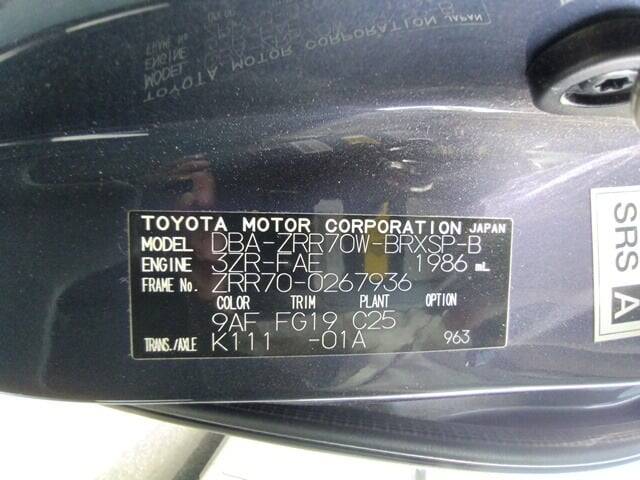 TOYOTA MOTOR CORPORATION JAPAN
MODEL DBA-ZRR70W-BRXSP-B
ENGINE 3ZR-FAE 1986 mL
FRAME No. ZRR70-0267936
COLOR TRIM PLANT OPTION
9AF FG19 C25
TRANS./AXLE K111 -01A 963
SRS A